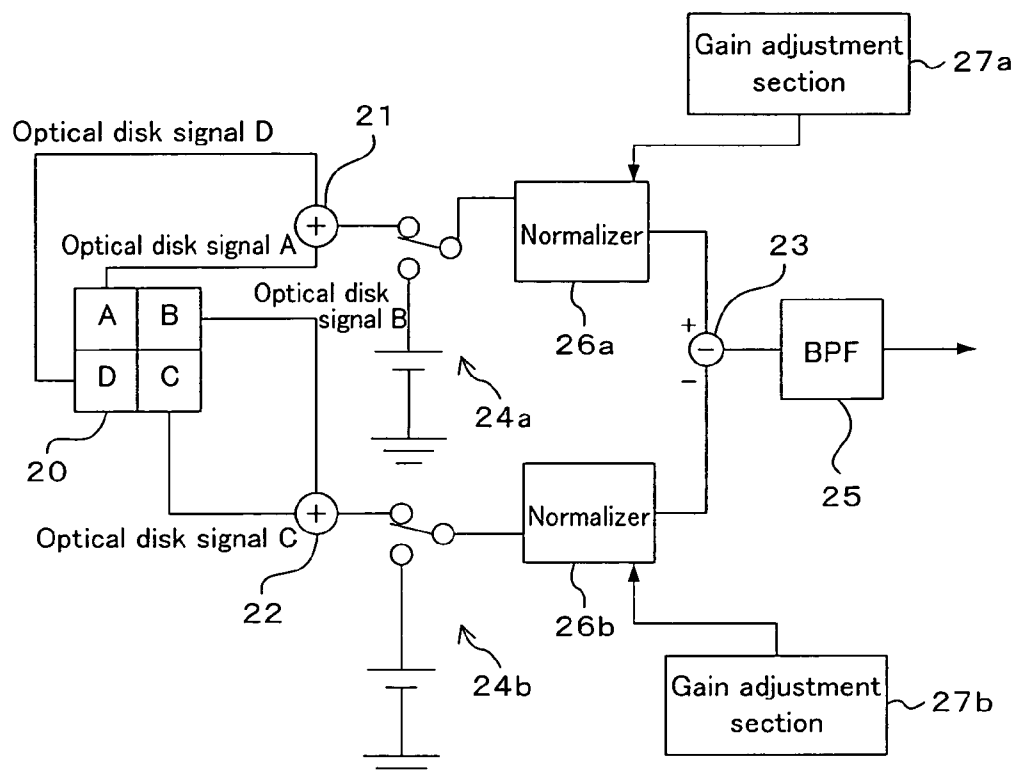 Gain adjustment
section
27a
21
Optical disk signal D
Normalizer
Optical disk signal A
23
Optical disk
signal B
A B
+
26a
−
BPF
D C
−
24a
20
25
Normalizer
+
Optical disk signal C
22
26b
24b
Gain adjustment
section
27b
+